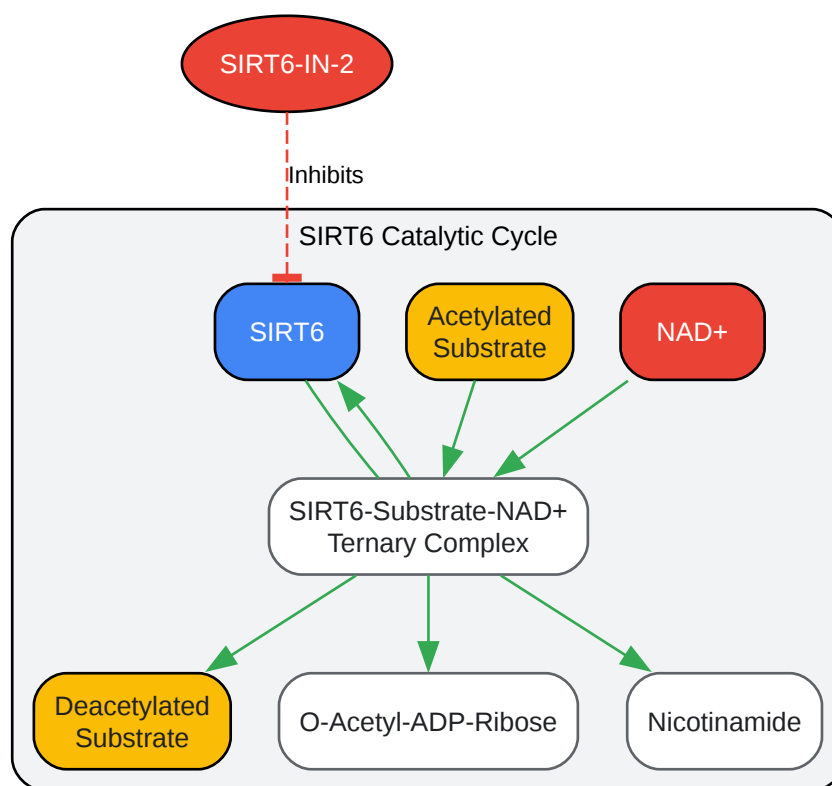 SIRT6-IN-2
Inhibits
SIRT6 Catalytic Cycle
SIRT6
Acetylated
Substrate
NAD+
SIRT6-Substrate-NAD+
Ternary Complex
Deacetylated
Substrate
O-Acetyl-ADP-Ribose
Nicotinamide